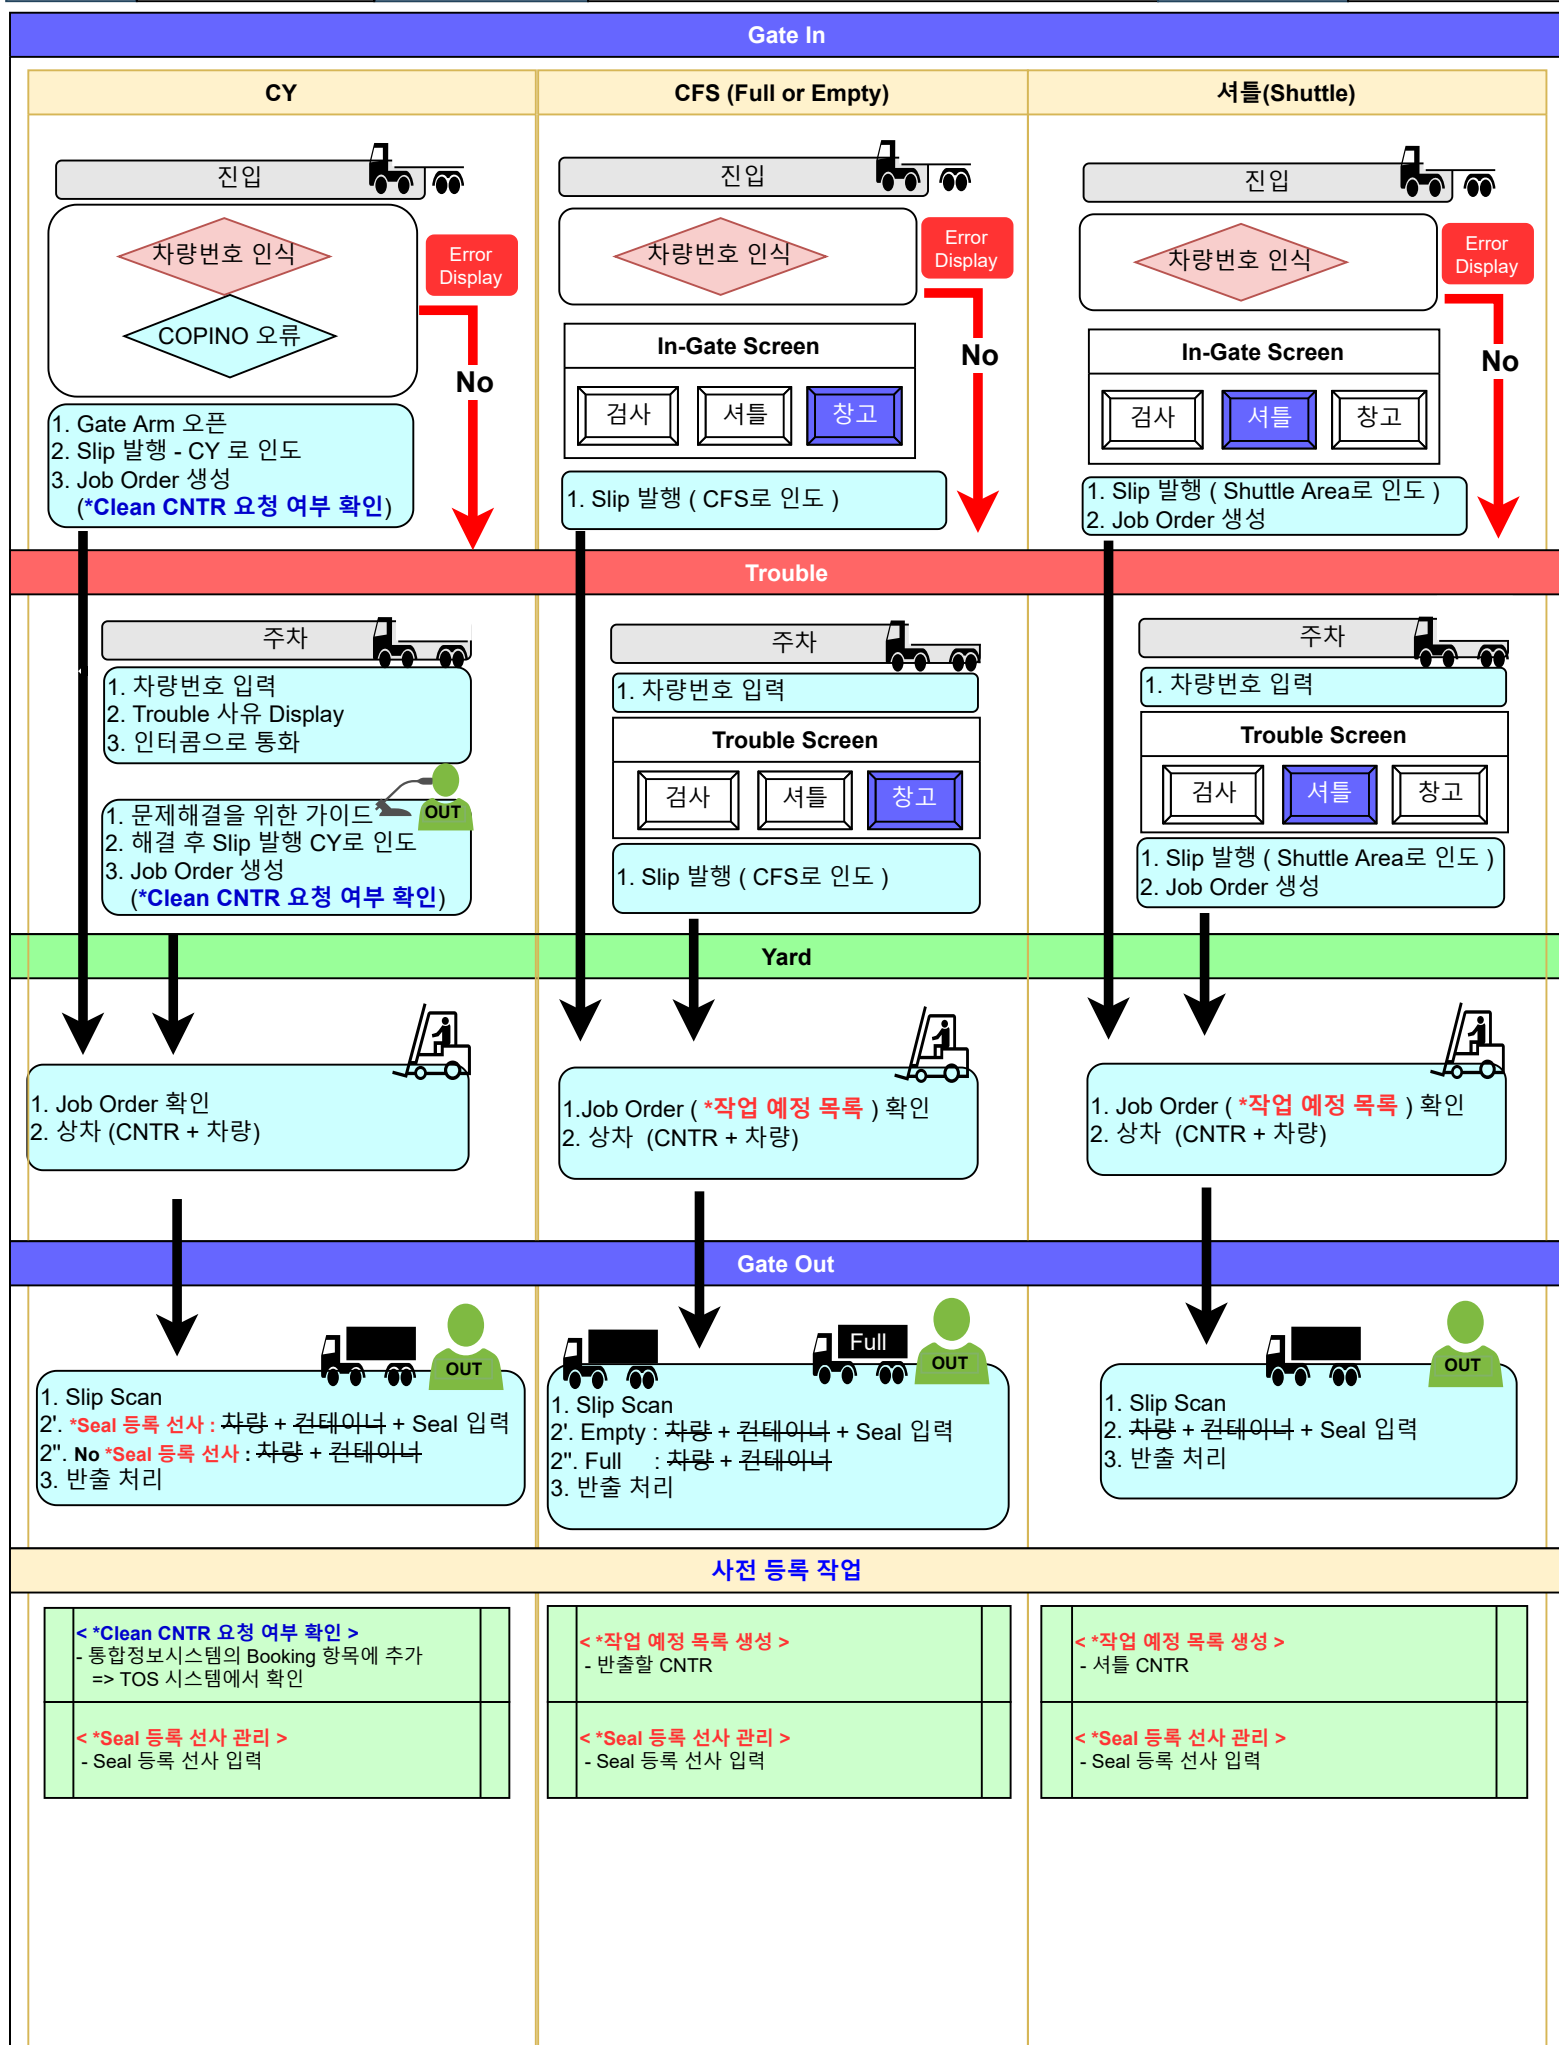 Gate In
CY
CFS (Full or Empty)
셔틀(Shuttle)
진입
차량번호 인식
COPINO 오류
Error
Display
No
1. Gate Arm 오픈
2. Slip 발행 - CY 로 인도
3. Job Order 생성
(*Clean CNTR 요청 여부 확인)
진입
차량번호 인식
Error
Display
No
In-Gate Screen
검사 셔틀 창고
1. Slip 발행 ( CFS로 인도 )
진입
차량번호 인식
Error
Display
No
In-Gate Screen
검사 셔틀 창고
1. Slip 발행 ( Shuttle Area로 인도 )
2. Job Order 생성
Trouble
주차
1. 차량번호 입력
2. Trouble 사유 Display
3. 인터콤으로 통화
OUT
1. 문제해결을 위한 가이드
2. 해결 후 Slip 발행 CY로 인도
3. Job Order 생성
(*Clean CNTR 요청 여부 확인)
주차
1. 차량번호 입력
Trouble Screen
검사 셔틀 창고
1. Slip 발행 ( CFS로 인도 )
주차
1. 차량번호 입력
Trouble Screen
검사 셔틀 창고
1. Slip 발행 ( Shuttle Area로 인도 )
2. Job Order 생성
Yard
1. Job Order 확인
2. 상차 (CNTR + 차량)
1.Job Order ( *작업 예정 목록 ) 확인
2. 상차 (CNTR + 차량)
1. Job Order ( *작업 예정 목록 ) 확인
2. 상차 (CNTR + 차량)
Gate Out
OUT
1. Slip Scan
2'. *Seal 등록 선사 : 차량 + 컨테이너 + Seal 입력
2". No *Seal 등록 선사 : 차량 + 컨테이너
3. 반출 처리
Full
OUT
1. Slip Scan
2'. Empty : 차량 + 컨테이너 + Seal 입력
2". Full : 차량 + 컨테이너
3. 반출 처리
OUT
1. Slip Scan
2. 차량 + 컨테이너 + Seal 입력
3. 반출 처리
사전 등록 작업
< *Clean CNTR 요청 여부 확인 >
- 통합정보시스템의 Booking 항목에 추가
=> TOS 시스템에서 확인
< *Seal 등록 선사 관리 >
- Seal 등록 선사 입력
< *작업 예정 목록 생성 >
- 반출할 CNTR
< *Seal 등록 선사 관리 >
- Seal 등록 선사 입력
< *작업 예정 목록 생성 >
- 셔틀 CNTR
< *Seal 등록 선사 관리 >
- Seal 등록 선사 입력